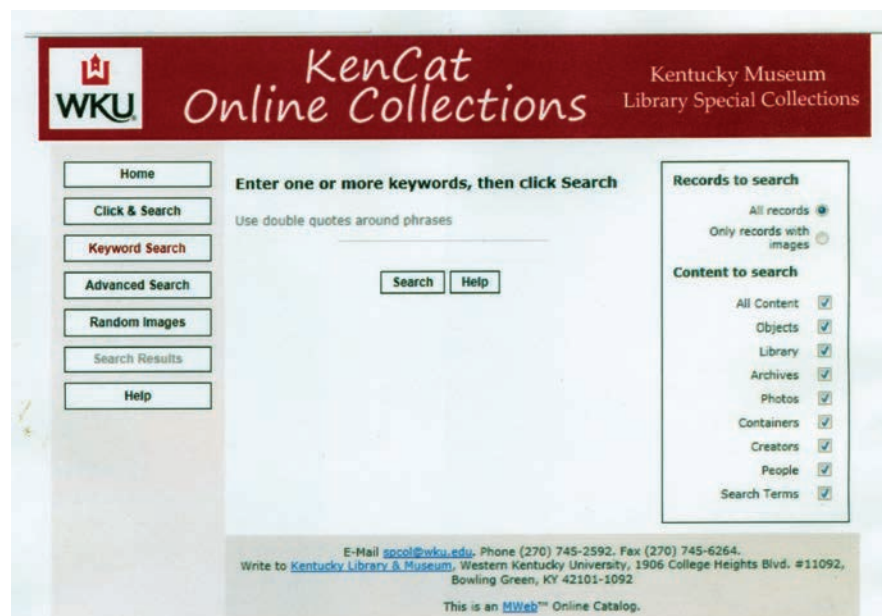 WKU
KenCat
Online Collections
Kentucky Museum
Library Special Collections
Home
Click & Search
Keyword Search
Advanced Search
Random Images
Search Results
Help
Enter one or more keywords, then click Search
Use double quotes around phrases
Search Help
Records to search
All records
Only records with
images
Content to search
All Content
Objects
Library
Archives
Photos
Containers
Creators
People
Search Terms
E-Mail spcol@wku.edu. Phone (270) 745-2592. Fax (270) 745-6264.
Write to Kentucky Library & Museum, Western Kentucky University, 1906 College Heights Blvd. #11092,
Bowling Green, KY 42101-1092
This is an MWeb™ Online Catalog.